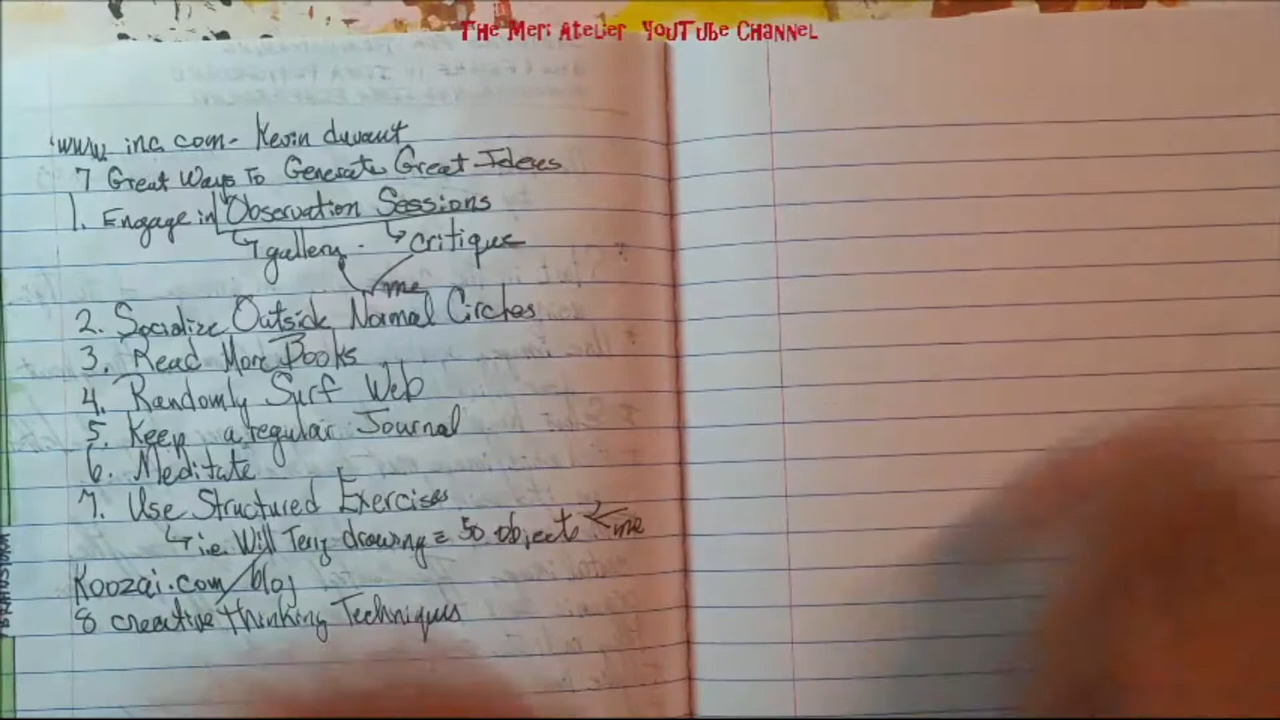 The Meri Atelier YouTube Channel
www.inc.com - Kevin
7 Great Ways To Generate Great Ideas
1. Engage in Observation Sessions
gallery. critique
me
2. Socialize Outside Normal Circles
3. Read More Books
4. Randomly Surf Web
5. Keep a regular Journal
6. Meditate
7. Use Structured Exercises
i.e. Will Terry drawing = 50 objects me
Koozai.com/blog
8 creative thinking Techniques